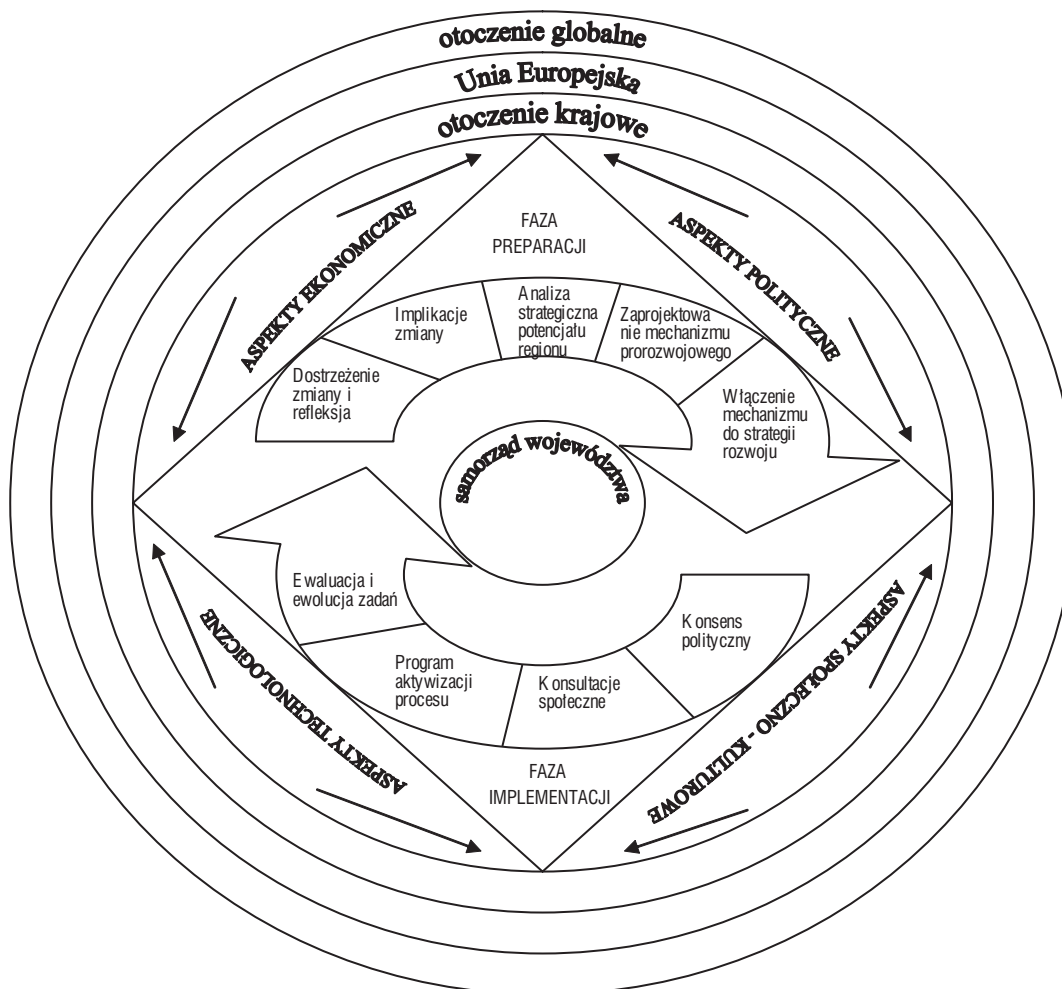 otoczenie globalne
Unia Europejska
otoczenie krajowe
ASPEKTY EKONOMICZNE
ASPEKTY POLITYCZNE
FAZA
PREPARACJI
Dostrzeżenie
zmiany i
refleksja
Implikacje
zmiany
Analiza
strategiczna
potencjału
regionu
Zaprojektowa
nie mechanizmu
prorozwojowego
Włączenie
mechanizmu
do strategii
rozwoju
samorząd województwa
Konsens
polityczny
Konsultacje
społeczne
Program
aktywizacji
procesu
Ewaluacja i
ewolucja zadań
FAZA
IMPLEMENTACJI
ASPEKTY TECHNOLOGICZNE
ASPEKTY SPOŁECZNO - KULTUROWE